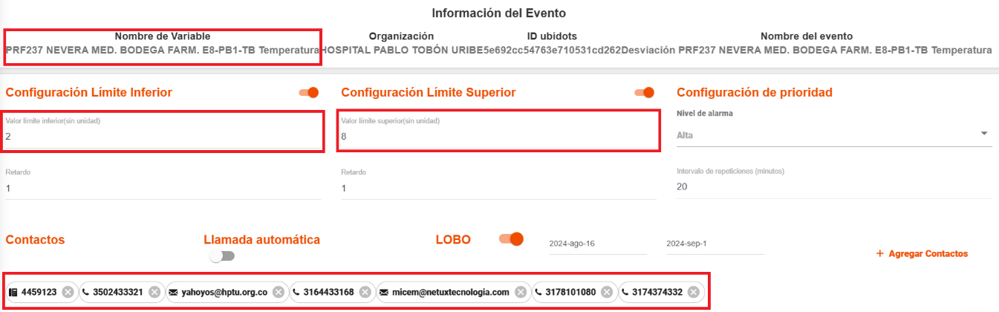 Información del Evento
Nombre de Variable Organización ID ubidots Nombre del evento
PRF237 NEVERA MED. BODEGA FARM. E8-PB1-TB Temperatura HOSPITAL PABLO TOBÓN URIBE 5e692cc54763e710531cd262 Desviación PRF237 NEVERA MED. BODEGA FARM. E8-PB1-TB Temperatura
Configuración Límite Inferior Configuración Límite Superior Configuración de prioridad
Valor límite inferior(sin unidad) Valor límite superior(sin unidad) Nivel de alarma
2 8 Alta
Retardo Retardo Intervalo de repeticiones (minutos)
1 1 20
Contactos Llamada automática LOBO 2024-ago-16 2024-sep-1 + Agregar Contactos
4459123 3502433321 yahoyos@hptu.org.co 3164433168 micem@netuxtecnologia.com 3178101080 3174374332